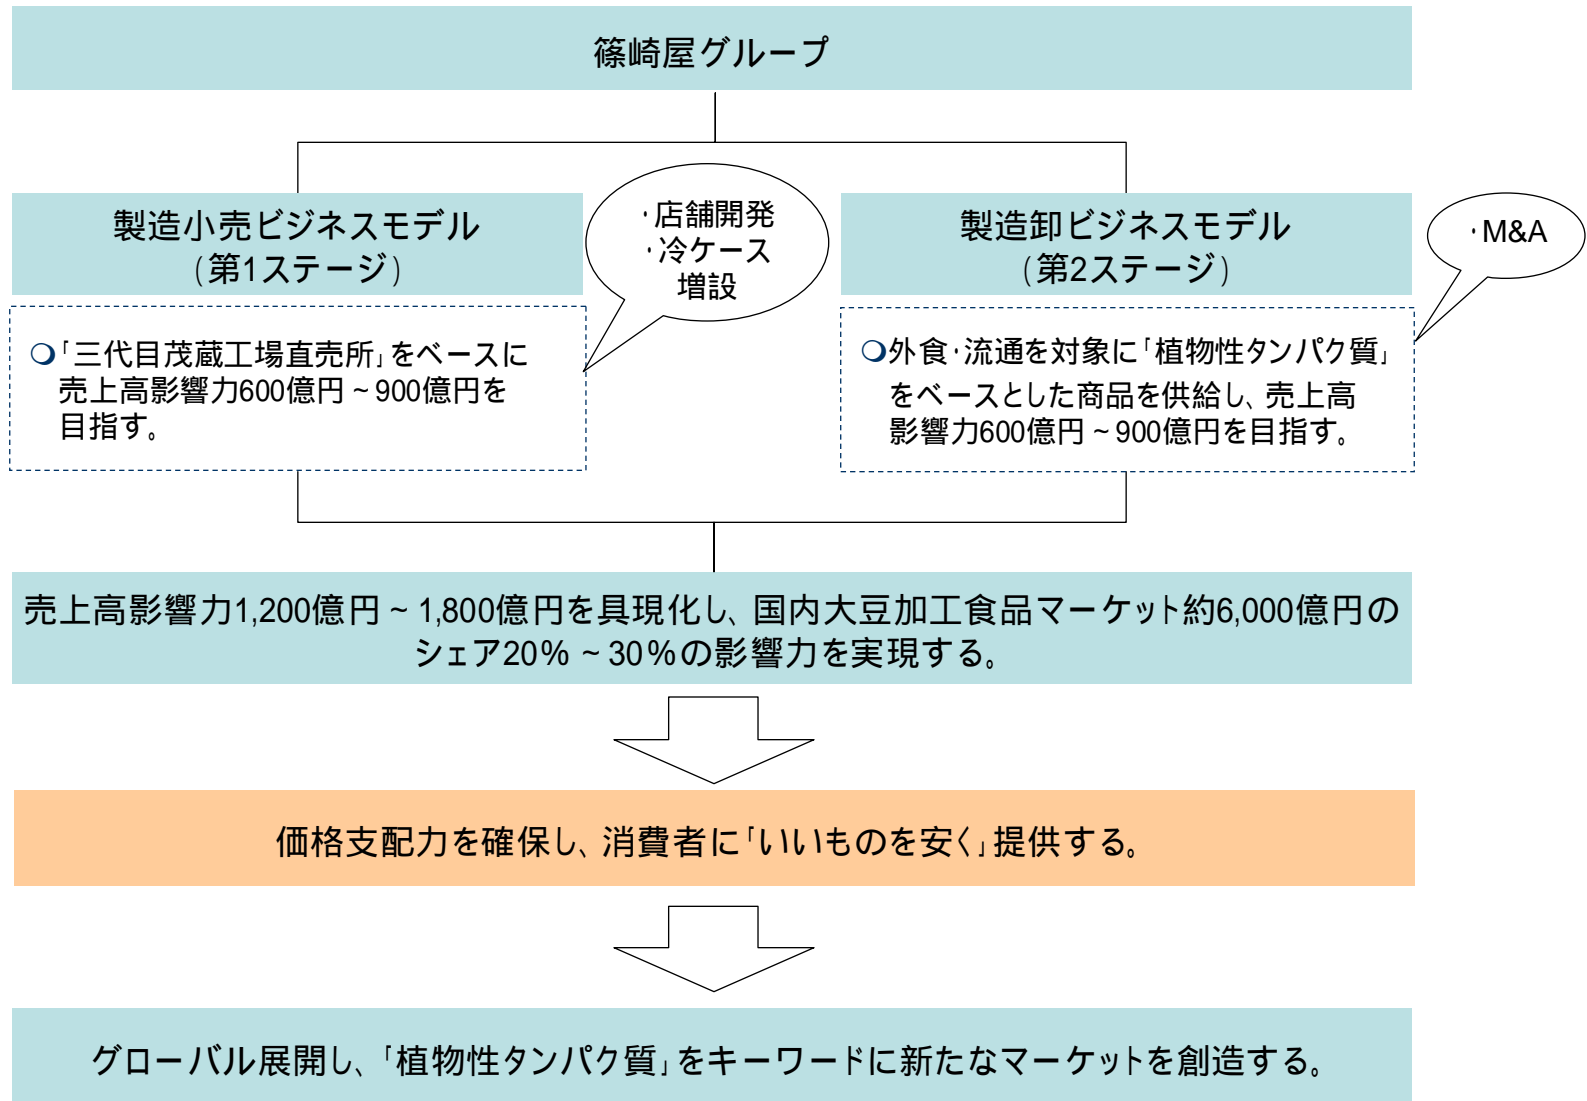 篠崎屋グループ
製造小売ビジネスモデル
(第1ステージ)
・店舗開発
・冷ケース
増設
製造卸ビジネスモデル
(第2ステージ)
・M&A
○「三代目茂蔵工場直売所」をベースに
売上高影響力600億円~900億円を
目指す。
○外食・流通を対象に「植物性タンパク質」
をベースとした商品を供給し、売上高
影響力600億円~900億円を目指す。
売上高影響力1,200億円~1,800億円を具現化し、国内大豆加工食品マーケット約6,000億円の
シェア20%~30%の影響力を実現する。
価格支配力を確保し、消費者に「いいものを安く」提供する。
グローバル展開し、「植物性タンパク質」をキーワードに新たなマーケットを創造する。